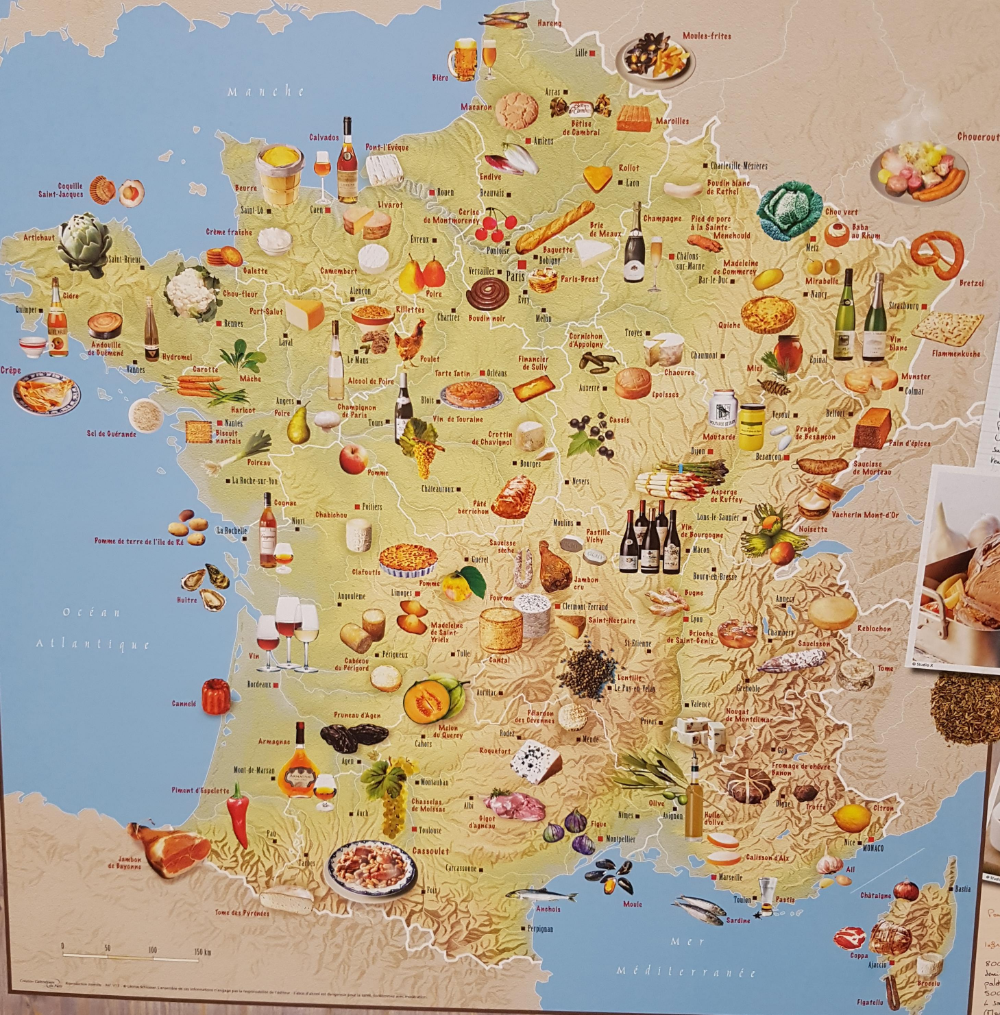 Hareng
Lille
Moules-frites
Bière
Manche
Arras
Macaron
Bêtise
de Cambrai
Maroilles
Amiens
Calvados
Pont-l'Evêque
Chouerout
Endive
Rollot
Charleville-Mézières
Coquille
Saint-Jacques
Beurre
Rouen
Beauvais
Laon
Boudin blanc
de Rethel
Saint-Lô
Caen
Livarot
Cerise
de Montmorency
Champagne
Pied de porc
à la Sainte-
Menehould
Chou vert
Baba
au Rhum
Artichaut
Crème fraîche
Evreux
Pontoise
Baguette
Brie
de Meaux
Metz
Saint-Brieuc
Galette
Camembert
Versailles
Paris
Bobigny
Paris-Brest
Châlons
sur-Marne
Bar-le-Duc
Madeleine
de Commercy
Mirabelle
Nancy
Bretzel
Cidre
Chou-fleur
Alençon
Poire
Evry
Strasbourg
Quimper
Port-Salut
Rillettes
Chartres
Boudin noir
Melun
Quiche
Rennes
Laval
Andouille
de Guémené
Hydromel
Le Mans
Poulet
Cornichon
d'Appoigny
Troyes
Chaumont
Epinal
Vin
blanc
Flammenküche
Crêpe
Vannes
Carotte
Mâche
Alcool de Poire
Tarte Tatin
Orléans
Financier
de Sully
Chaource
Miel
Munster
Colmar
Haricot
Angers
Poire
Champignon
de Paris
Blois
Auxerre
Epoisses
Vesoul
Belfort
Sel de Guérande
Nantes
Biscuit
nantais
Tours
Vin de Touraine
Cassis
Moutarde
Dragée
de Besançon
Pain d'épices
Crottin
de Chavignol
Dijon
Besançon
Poireau
Pomme
Bourges
Saucisse
de Morteau
La Roche-sur-Yon
Châteauroux
Nevers
Asperge
de Ruffey
Cognac
Poitiers
Pâté
berrichon
Lons-le-Saunier
Vacherin Mont-d'Or
La Rochelle
Niort
Chabichou
Moulins
Pastille
Vichy
Vin
de Bourgogne
Noisette
Pomme de terre de l'île de Ré
Saucisse
sèche
Mâcon
Clafoutis
Guéret
Jambon
cru
Bourg-en-Bresse
Huître
Angoulême
Pomme
Limoges
Fourme
Clermont-Ferrand
Bugne
Annecy
Océan
Atlantique
Madeleine
de Saint-
Yrieix
Saint-Nectaire
Lyon
Brioche
de Saint-Genix
Chambéry
Reblochon
Vin
Cabécou
du Périgord
Périgueux
Tulle
Cantal
St-Etienne
Saucisson
Tome
Bordeaux
Lentille
Le Puy-en-Velay
Grenoble
Cannelé
Aurillac
Valence
Pruneau d'Agen
Melon
du Quercy
Pélardon
des Cévennes
Privas
Nougat
de Montélimar
Armagnac
Cahors
Rodez
Mende
Gap
Agen
Roquefort
Fromage de chèvre
Banon
Mont-de-Marsan
Montauban
Piment d'Espelette
Chasselas
de Moissac
Albi
Olive
Digne
Truffe
Citron
Auch
Gigot
d'agneau
Figue
Nîmes
Avignon
Huile
d'olive
Nice
MONACO
Pau
Toulouse
Montpellier
Jambon
de Bayonne
Tarbes
Cassoulet
Calisson d'Aix
Ail
Carcassonne
Marseille
Châtaigne
Bastia
Foix
Anchois
Moule
Toulon
Pastis
Tome des Pyrénées
Sardine
Perpignan
Mer
Méditerranée
Coppa
Ajaccio
Brocciu
Figatellu
0 50 100 150 km